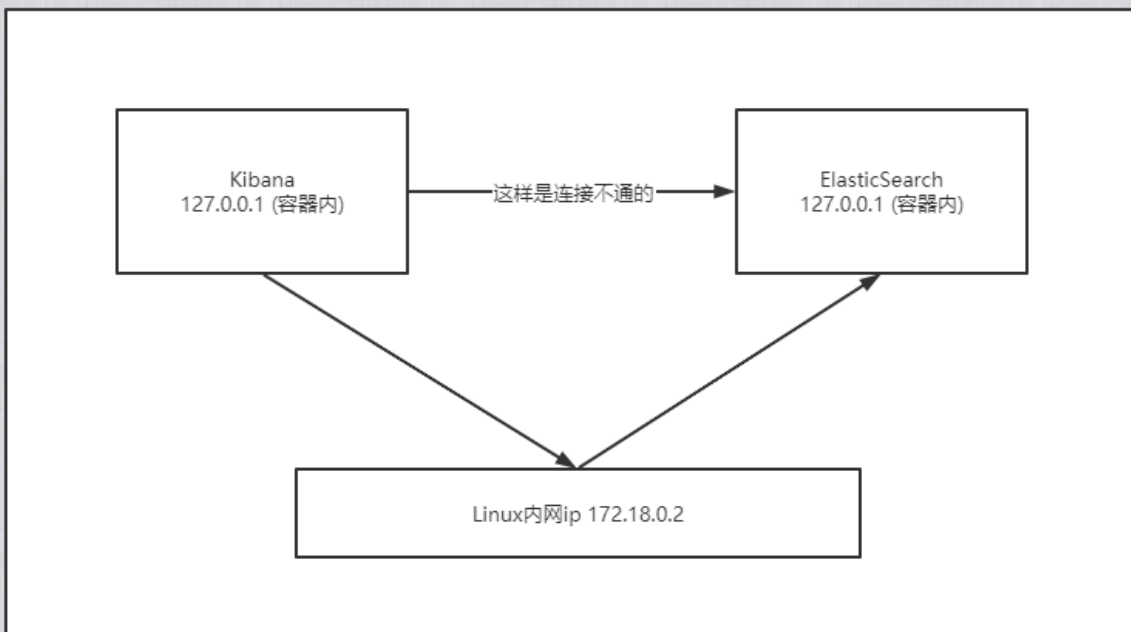 Kibana
127.0.0.1 (容器内)
这样是连接不通的
ElasticSearch
127.0.0.1 (容器内)
Linux内网ip 172.18.0.2